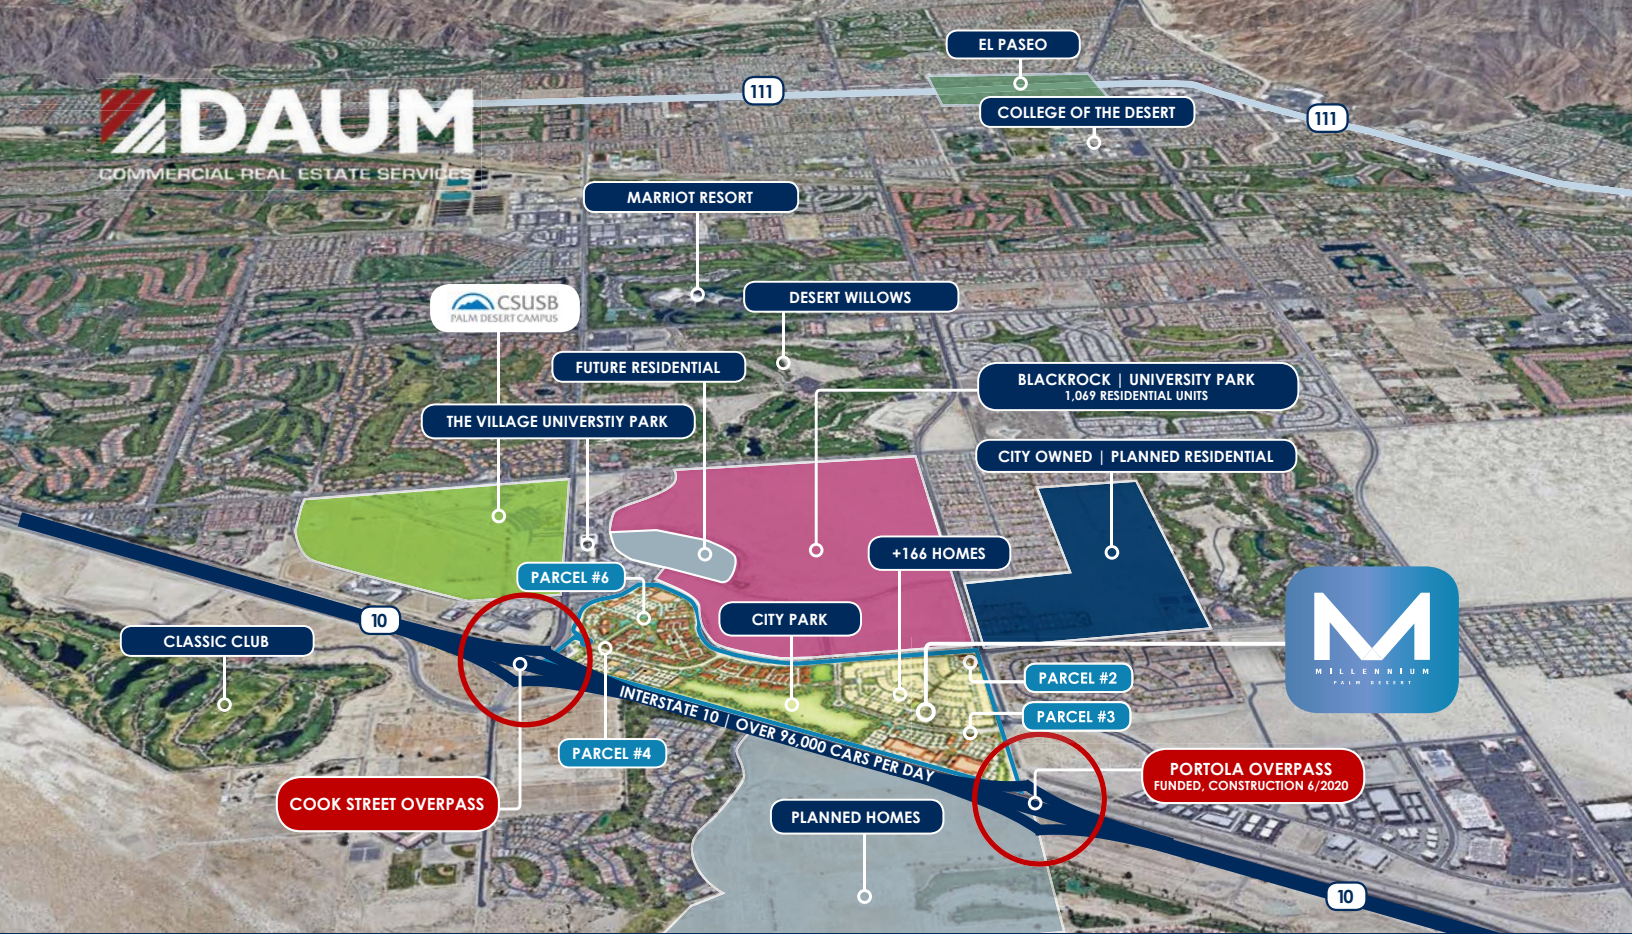 EL PASEO
111
DAUM
COMMERCIAL REAL ESTATE SERVICES
COLLEGE OF THE DESERT
111
MARRIOT RESORT
CSUSB
PALM DESERT CAMPUS
DESERT WILLOWS
FUTURE RESIDENTIAL
BLACKROCK | UNIVERSITY PARK
1,069 RESIDENTIAL UNITS
THE VILLAGE UNIVERSTIY PARK
CITY OWNED | PLANNED RESIDENTIAL
+166 HOMES
PARCEL #6
10
CITY PARK
CLASSIC CLUB
M
MILLENNIUM
PALM DESERT
PARCEL #2
PARCEL #3
INTERSTATE 10 | OVER 96,000 CARS PER DAY
PARCEL #4
PORTOLA OVERPASS
FUNDED, CONSTRUCTION 6/2020
COOK STREET OVERPASS
PLANNED HOMES
10